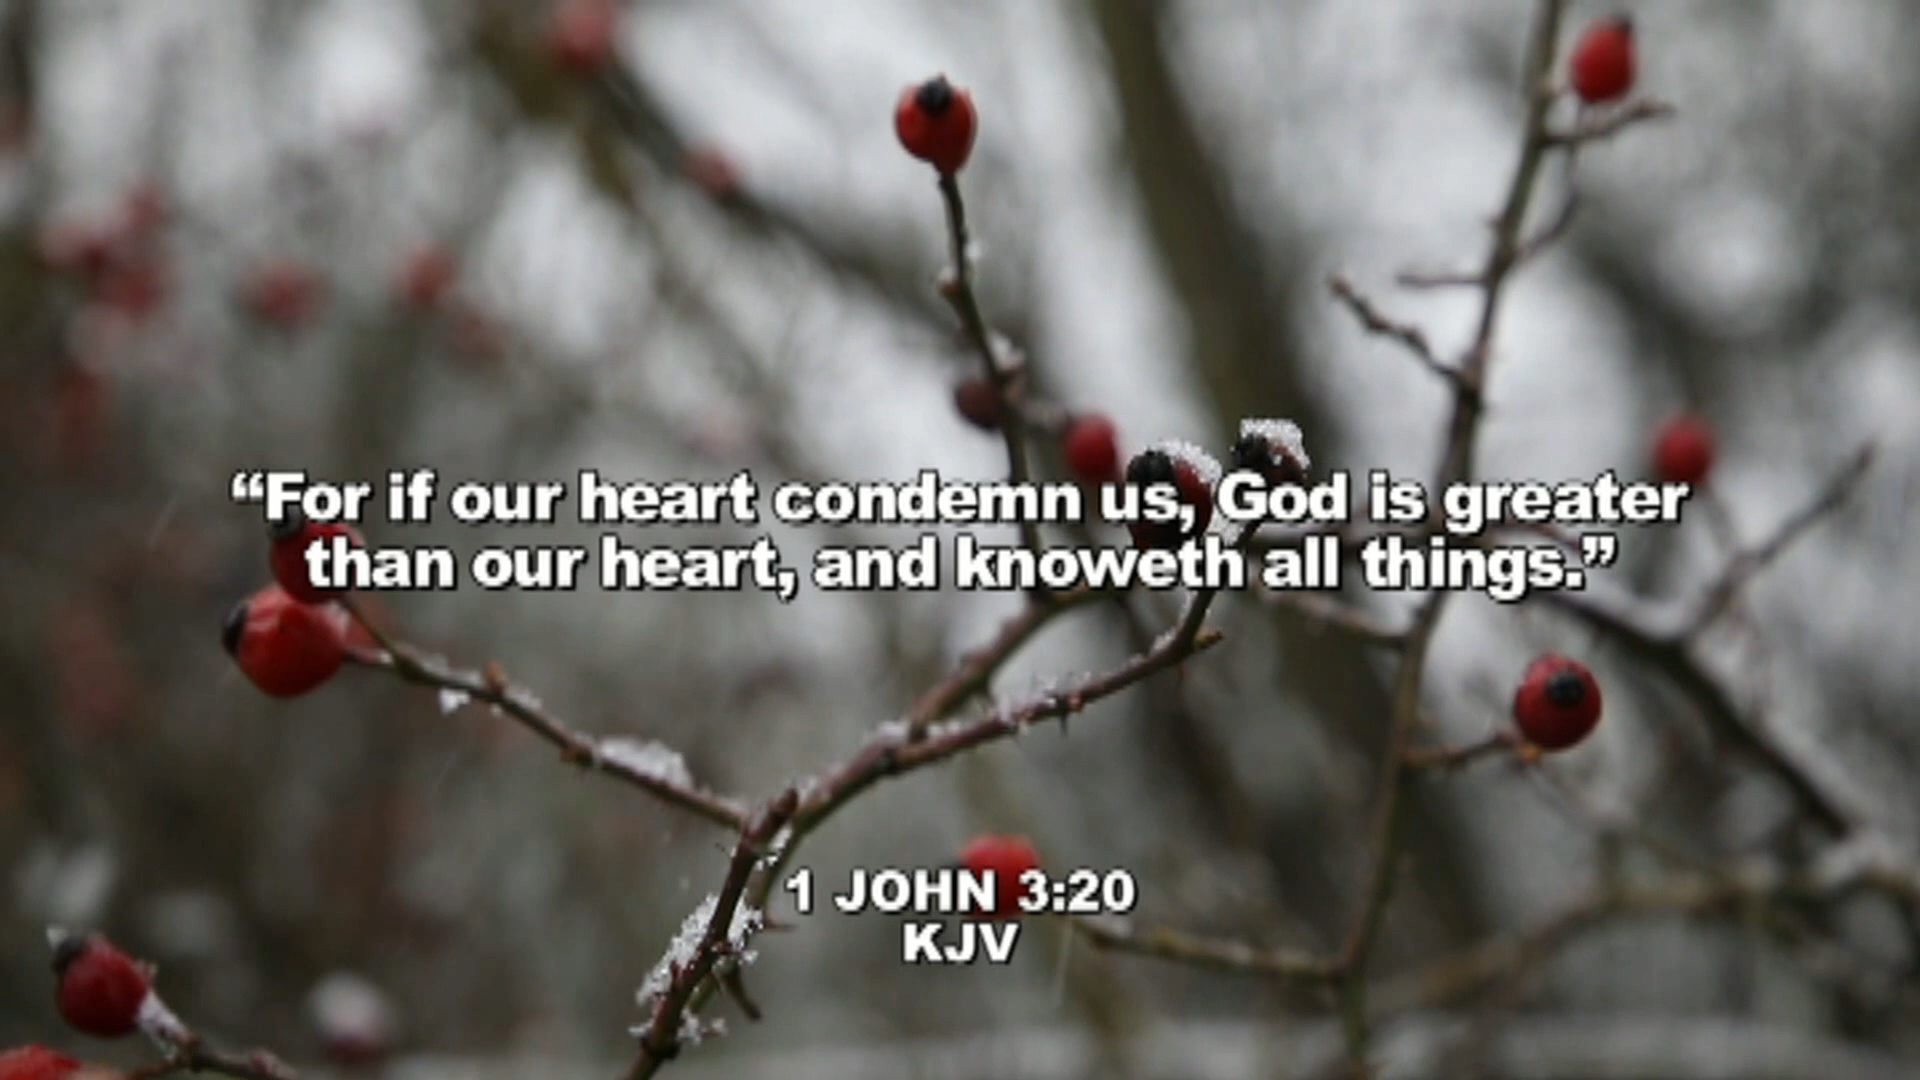 “For if our heart condemn us, God is greater
than our heart, and knoweth all things.”
1 JOHN 3:20
KJV